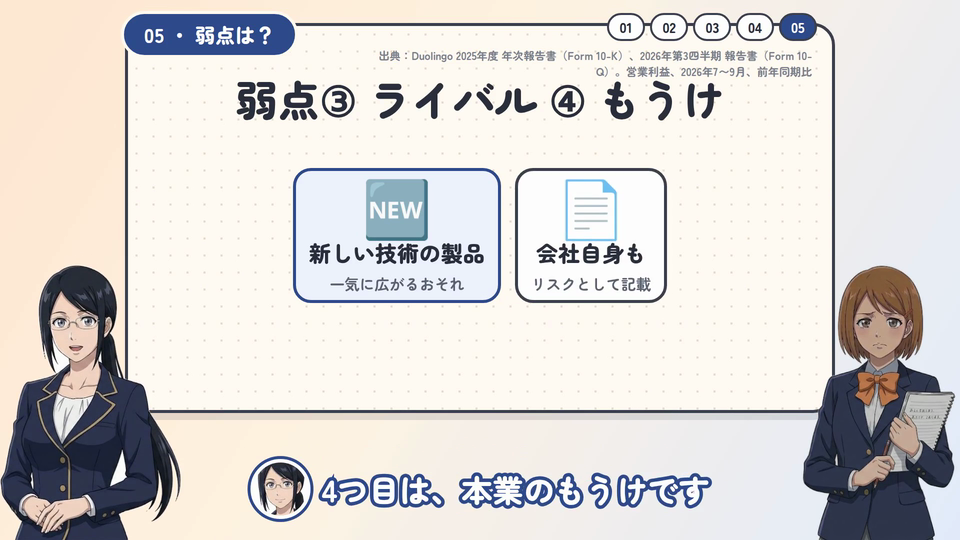 05 ・ 弱点は？
01 02 03 04 05
出典：Duolingo 2025年度 年次報告書（Form 10-K）、2026年第3四半期 報告書（Form 10-
Q）。営業利益、2026年7〜9月、前年同期比
弱点③ ライバル ④ もうけ
NEW
新しい技術の製品
一気に広がるおそれ
会社自身も
リスクとして記載
4つ目は、本業のもうけです